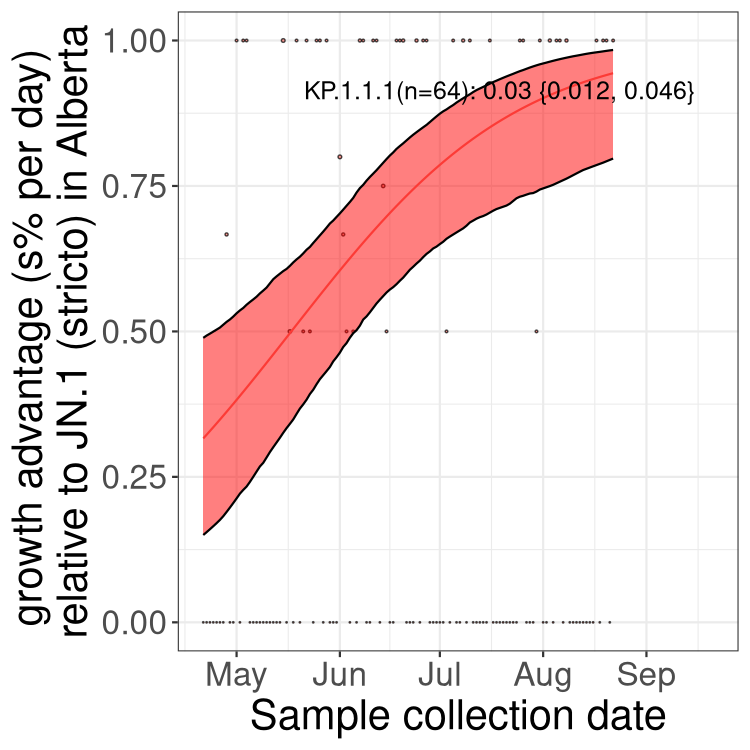 growth advantage (s% per day)
relative to JN.1 (stricto) in Alberta
1.00
0.75
0.50
0.25
0.00
KP.1.1.1(n=64): 0.03 {0.012, 0.046}
May Jun Jul Aug Sep
Sample collection date